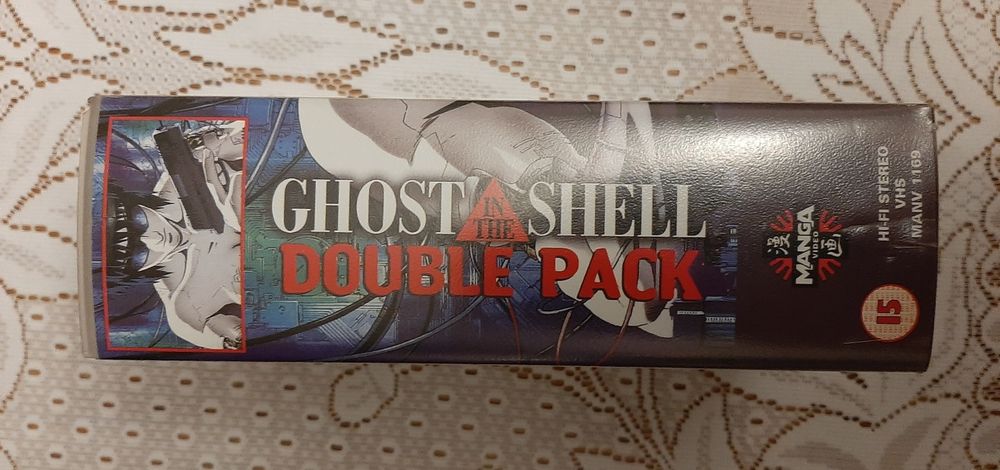 GHOST IN THE SHELL
DOUBLE PACK
漫画
MANGA
VIDEO
HI-FI STEREO
VHS
MANV 1169
15